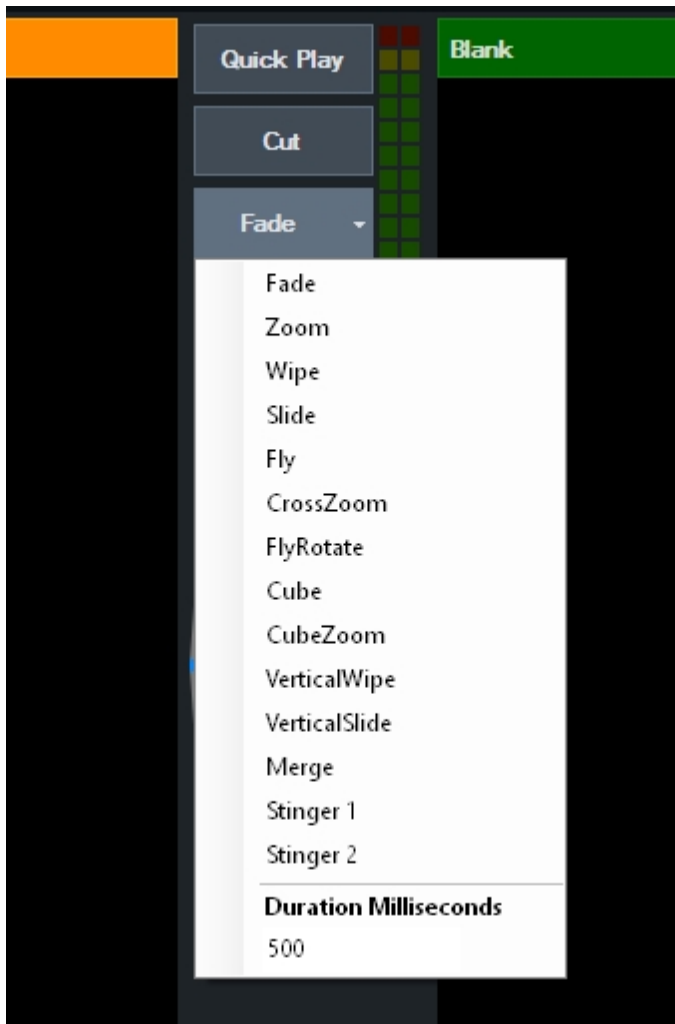 Quick Play
Blank
Cut
Fade
Fade
Zoom
Wipe
Slide
Fly
CrossZoom
FlyRotate
Cube
CubeZoom
VerticalWipe
VerticalSlide
Merge
Stinger 1
Stinger 2
Duration Milliseconds
500